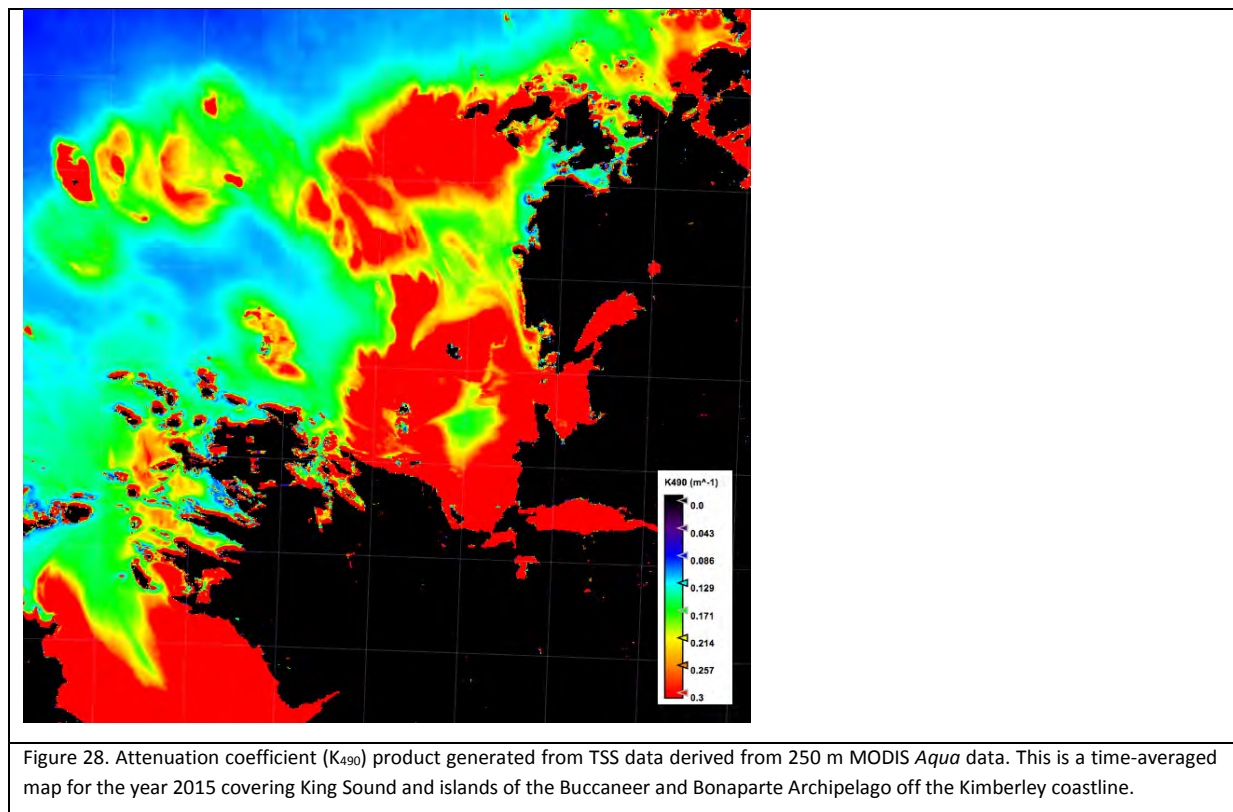 K490 (m^-1)
0.0
0.043
0.086
0.129
0.171
0.214
0.257
0.3
Figure 28. Attenuation coefficient (K₄₉₀) product generated from TSS data derived from 250 m MODIS Aqua data. This is a time-averaged
map for the year 2015 covering King Sound and islands of the Buccaneer and Bonaparte Archipelago off the Kimberley coastline.